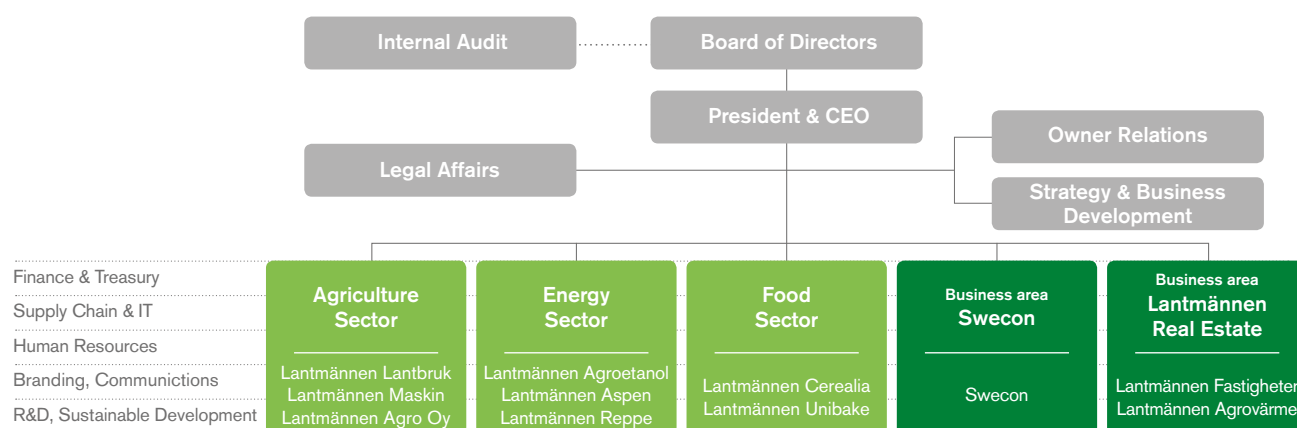 Internal Audit
Board of Directors
President & CEO
Owner Relations
Legal Affairs
Strategy & Business
Development
Finance & Treasury
Supply Chain & IT
Human Resources
Branding, Communictions
R&D, Sustainable Development
Agriculture
Sector
Lantmännen Lantbruk
Lantmännen Maskin
Lantmännen Agro Oy
Energy
Sector
Lantmännen Agroetanol
Lantmännen Aspen
Lantmännen Reppe
Food
Sector
Lantmännen Cerealia
Lantmännen Unibake
Business area
Swecon
Swecon
Business area
Lantmännen
Real Estate
Lantmännen Fastigheter
Lantmännen Agrovärme